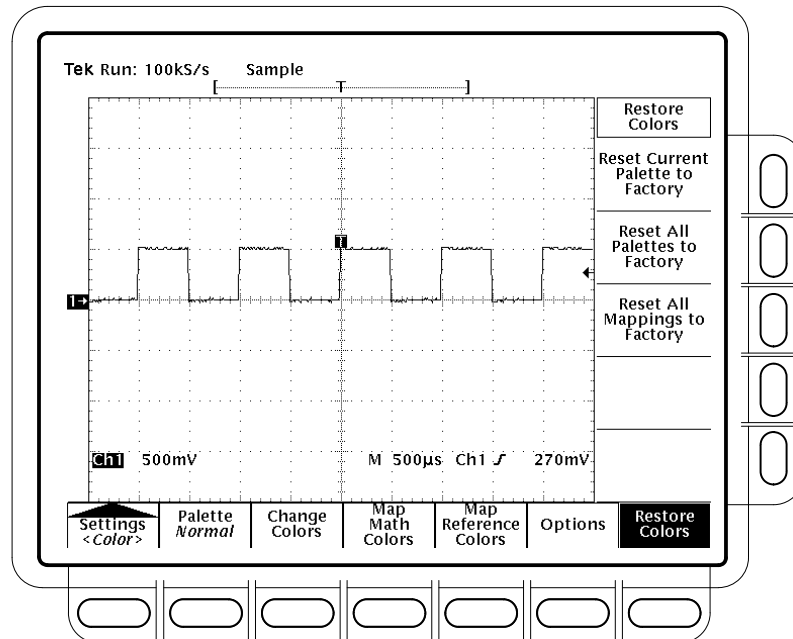 Tek Run: 100kS/s Sample
[ T ]
Restore
Colors
Reset Current
Palette to
Factory
Reset All
Palettes to
Factory
Reset All
Mappings to
Factory
T
1→
Ch1 500mV M 500µs Ch1 270mV
Settings
<Color>
Palette
Normal
Change
Colors
Map
Math
Colors
Map
Reference
Colors
Options
Restore
Colors